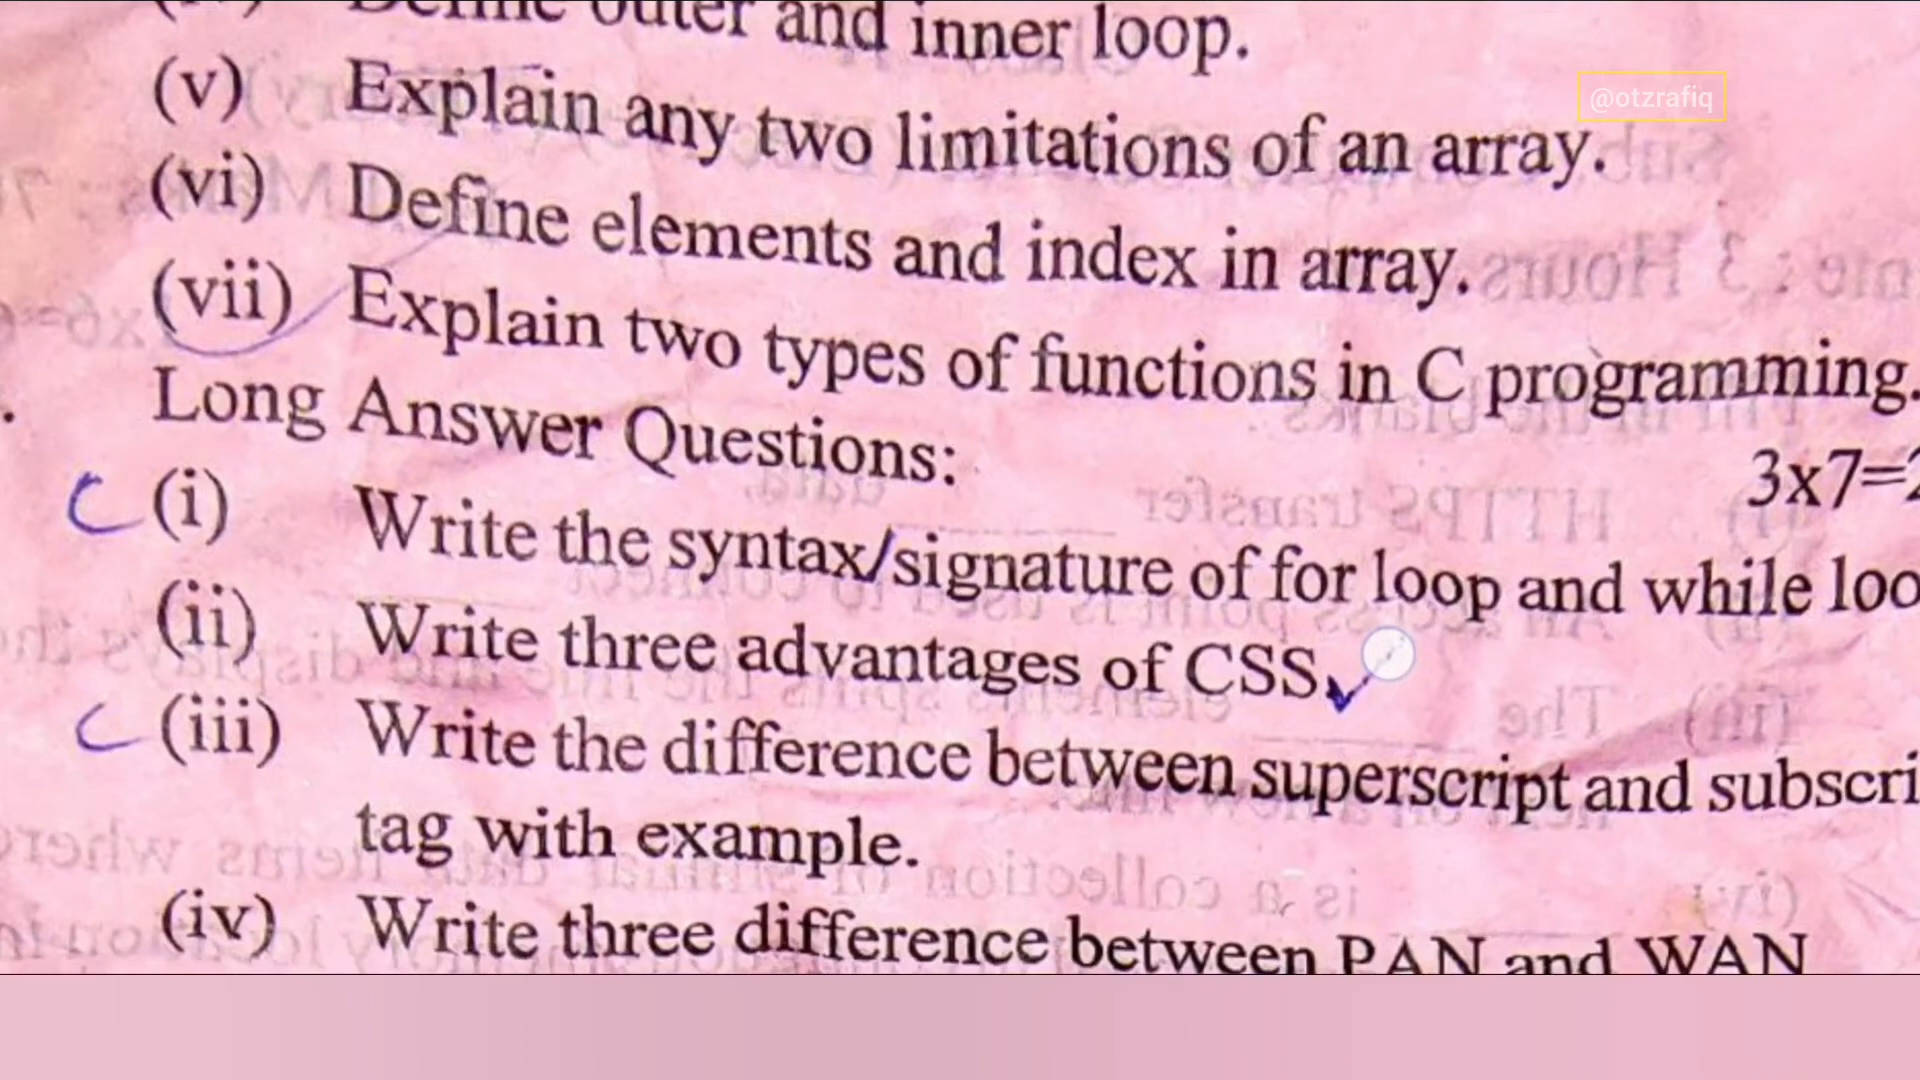 Define outer and inner loop.
@otzrafiq
(v) Explain any two limitations of an array.
(vi) Define elements and index in array.
(vii) Explain two types of functions in C programming.
Long Answer Questions:
3x7=2
(i) Write the syntax/signature of for loop and while loo
(ii) Write three advantages of CSS.
(iii) Write the difference between superscript and subscri
tag with example.
(iv) Write three difference between PAN and WAN